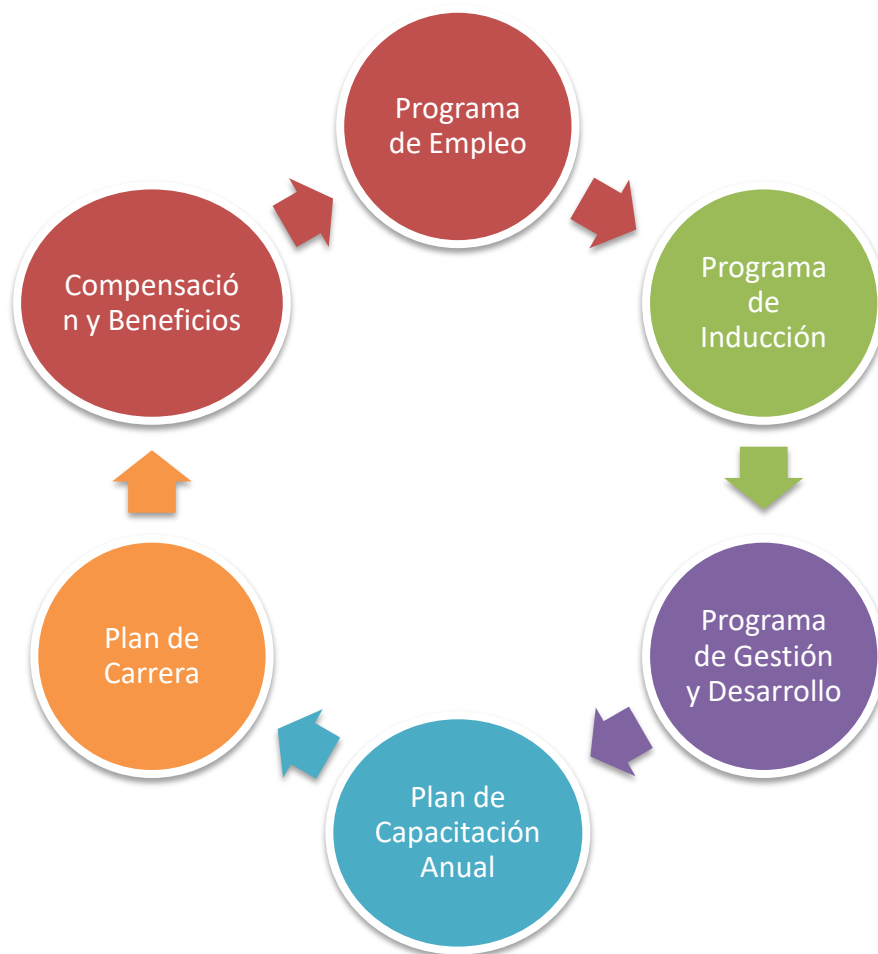 Programa
de Empleo
Programa
de
Inducción
Programa
de Gestión
y Desarrollo
Plan de
Capacitación
Anual
Plan de
Carrera
Compensació
n y Beneficios